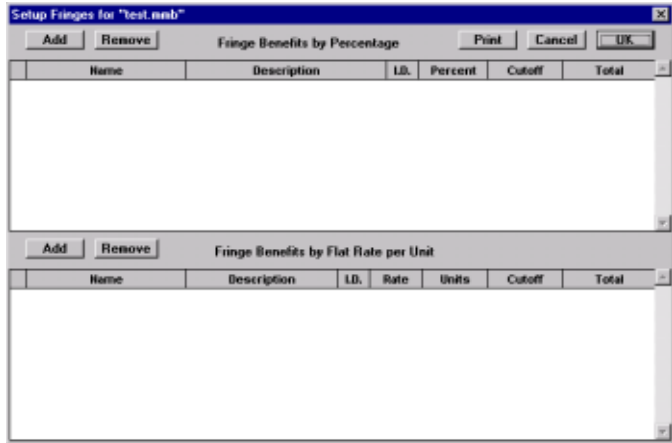 Setup Fringes for "test.mmb"
Add Remove Fringe Benefits by Percentage Print Cancel OK
Name Description I.D. Percent Cutoff Total
Add Remove Fringe Benefits by Flat Rate per Unit
Name Description I.D. Rate Units Cutoff Total